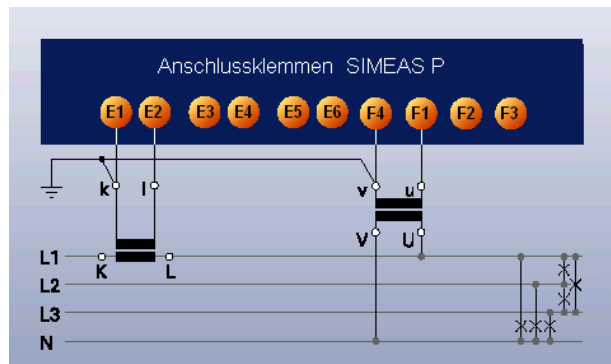 Anschlussklemmen SIMEAS P
E1 E2 E3 E4 E5 E6 F4 F1 F2 F3
k l v u
V U
K L
L1
L2
L3
N